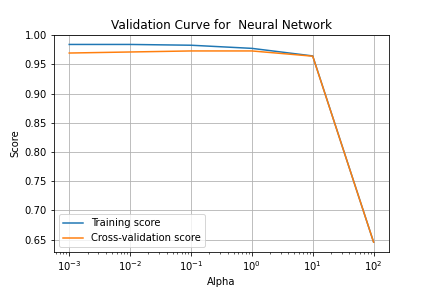 Validation Curve for  Neural Network
Score
1.00
0.95
0.90
0.85
0.80
0.75
0.70
0.65
Training score
Cross-validation score
10⁻³ 10⁻² 10⁻¹ 10⁰ 10¹ 10²
Alpha